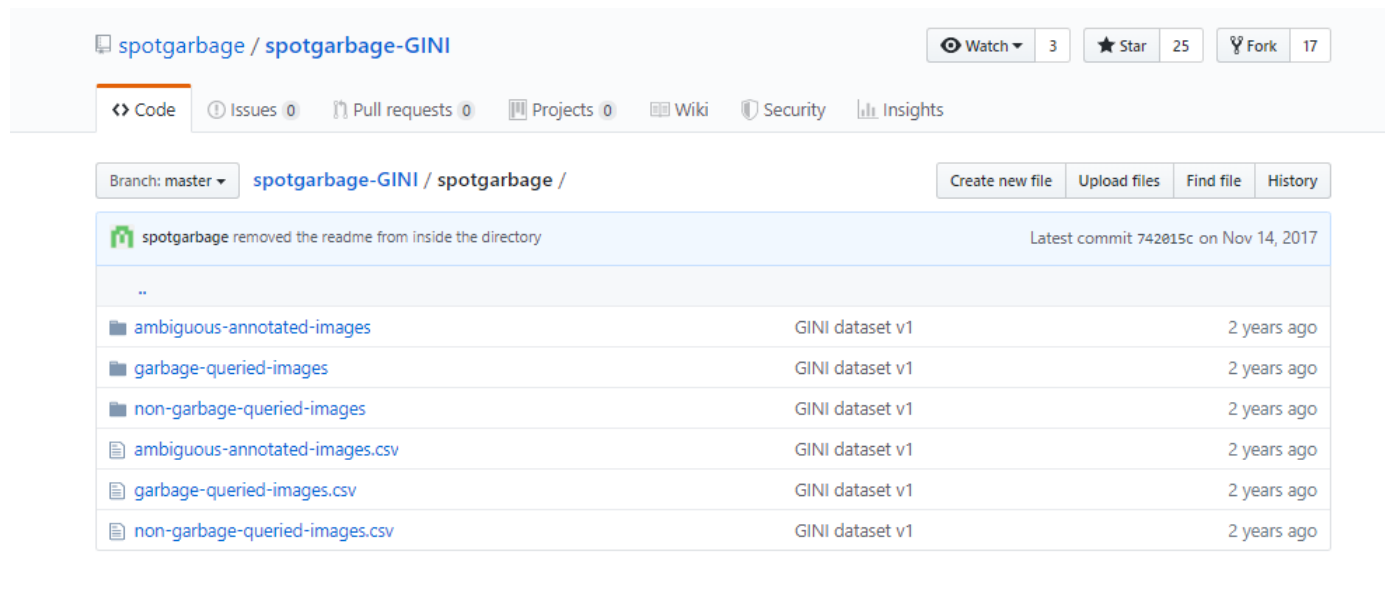 spotgarbage / spotgarbage-GINI Watch 3 Star 25 Fork 17
Code Issues 0 Pull requests 0 Projects 0 Wiki Security Insights
Branch: master spotgarbage-GINI / spotgarbage / Create new file Upload files Find file History
spotgarbage removed the readme from inside the directory Latest commit 742015c on Nov 14, 2017
..
ambiguous-annotated-images GINI dataset v1 2 years ago
garbage-queried-images GINI dataset v1 2 years ago
non-garbage-queried-images GINI dataset v1 2 years ago
ambiguous-annotated-images.csv GINI dataset v1 2 years ago
garbage-queried-images.csv GINI dataset v1 2 years ago
non-garbage-queried-images.csv GINI dataset v1 2 years ago